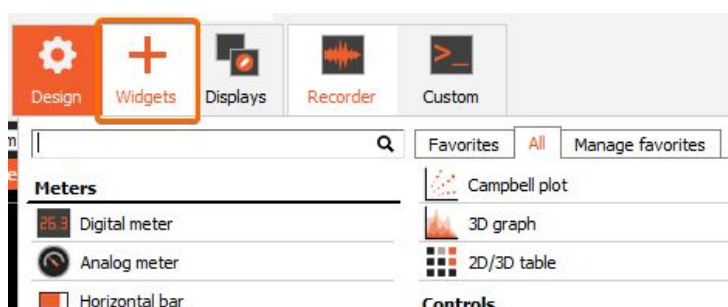 Design Widgets Displays Recorder Custom
Favorites All Manage favorites
Meters
Digital meter
Analog meter
Horizontal bar
Campbell plot
3D graph
2D/3D table
Controls